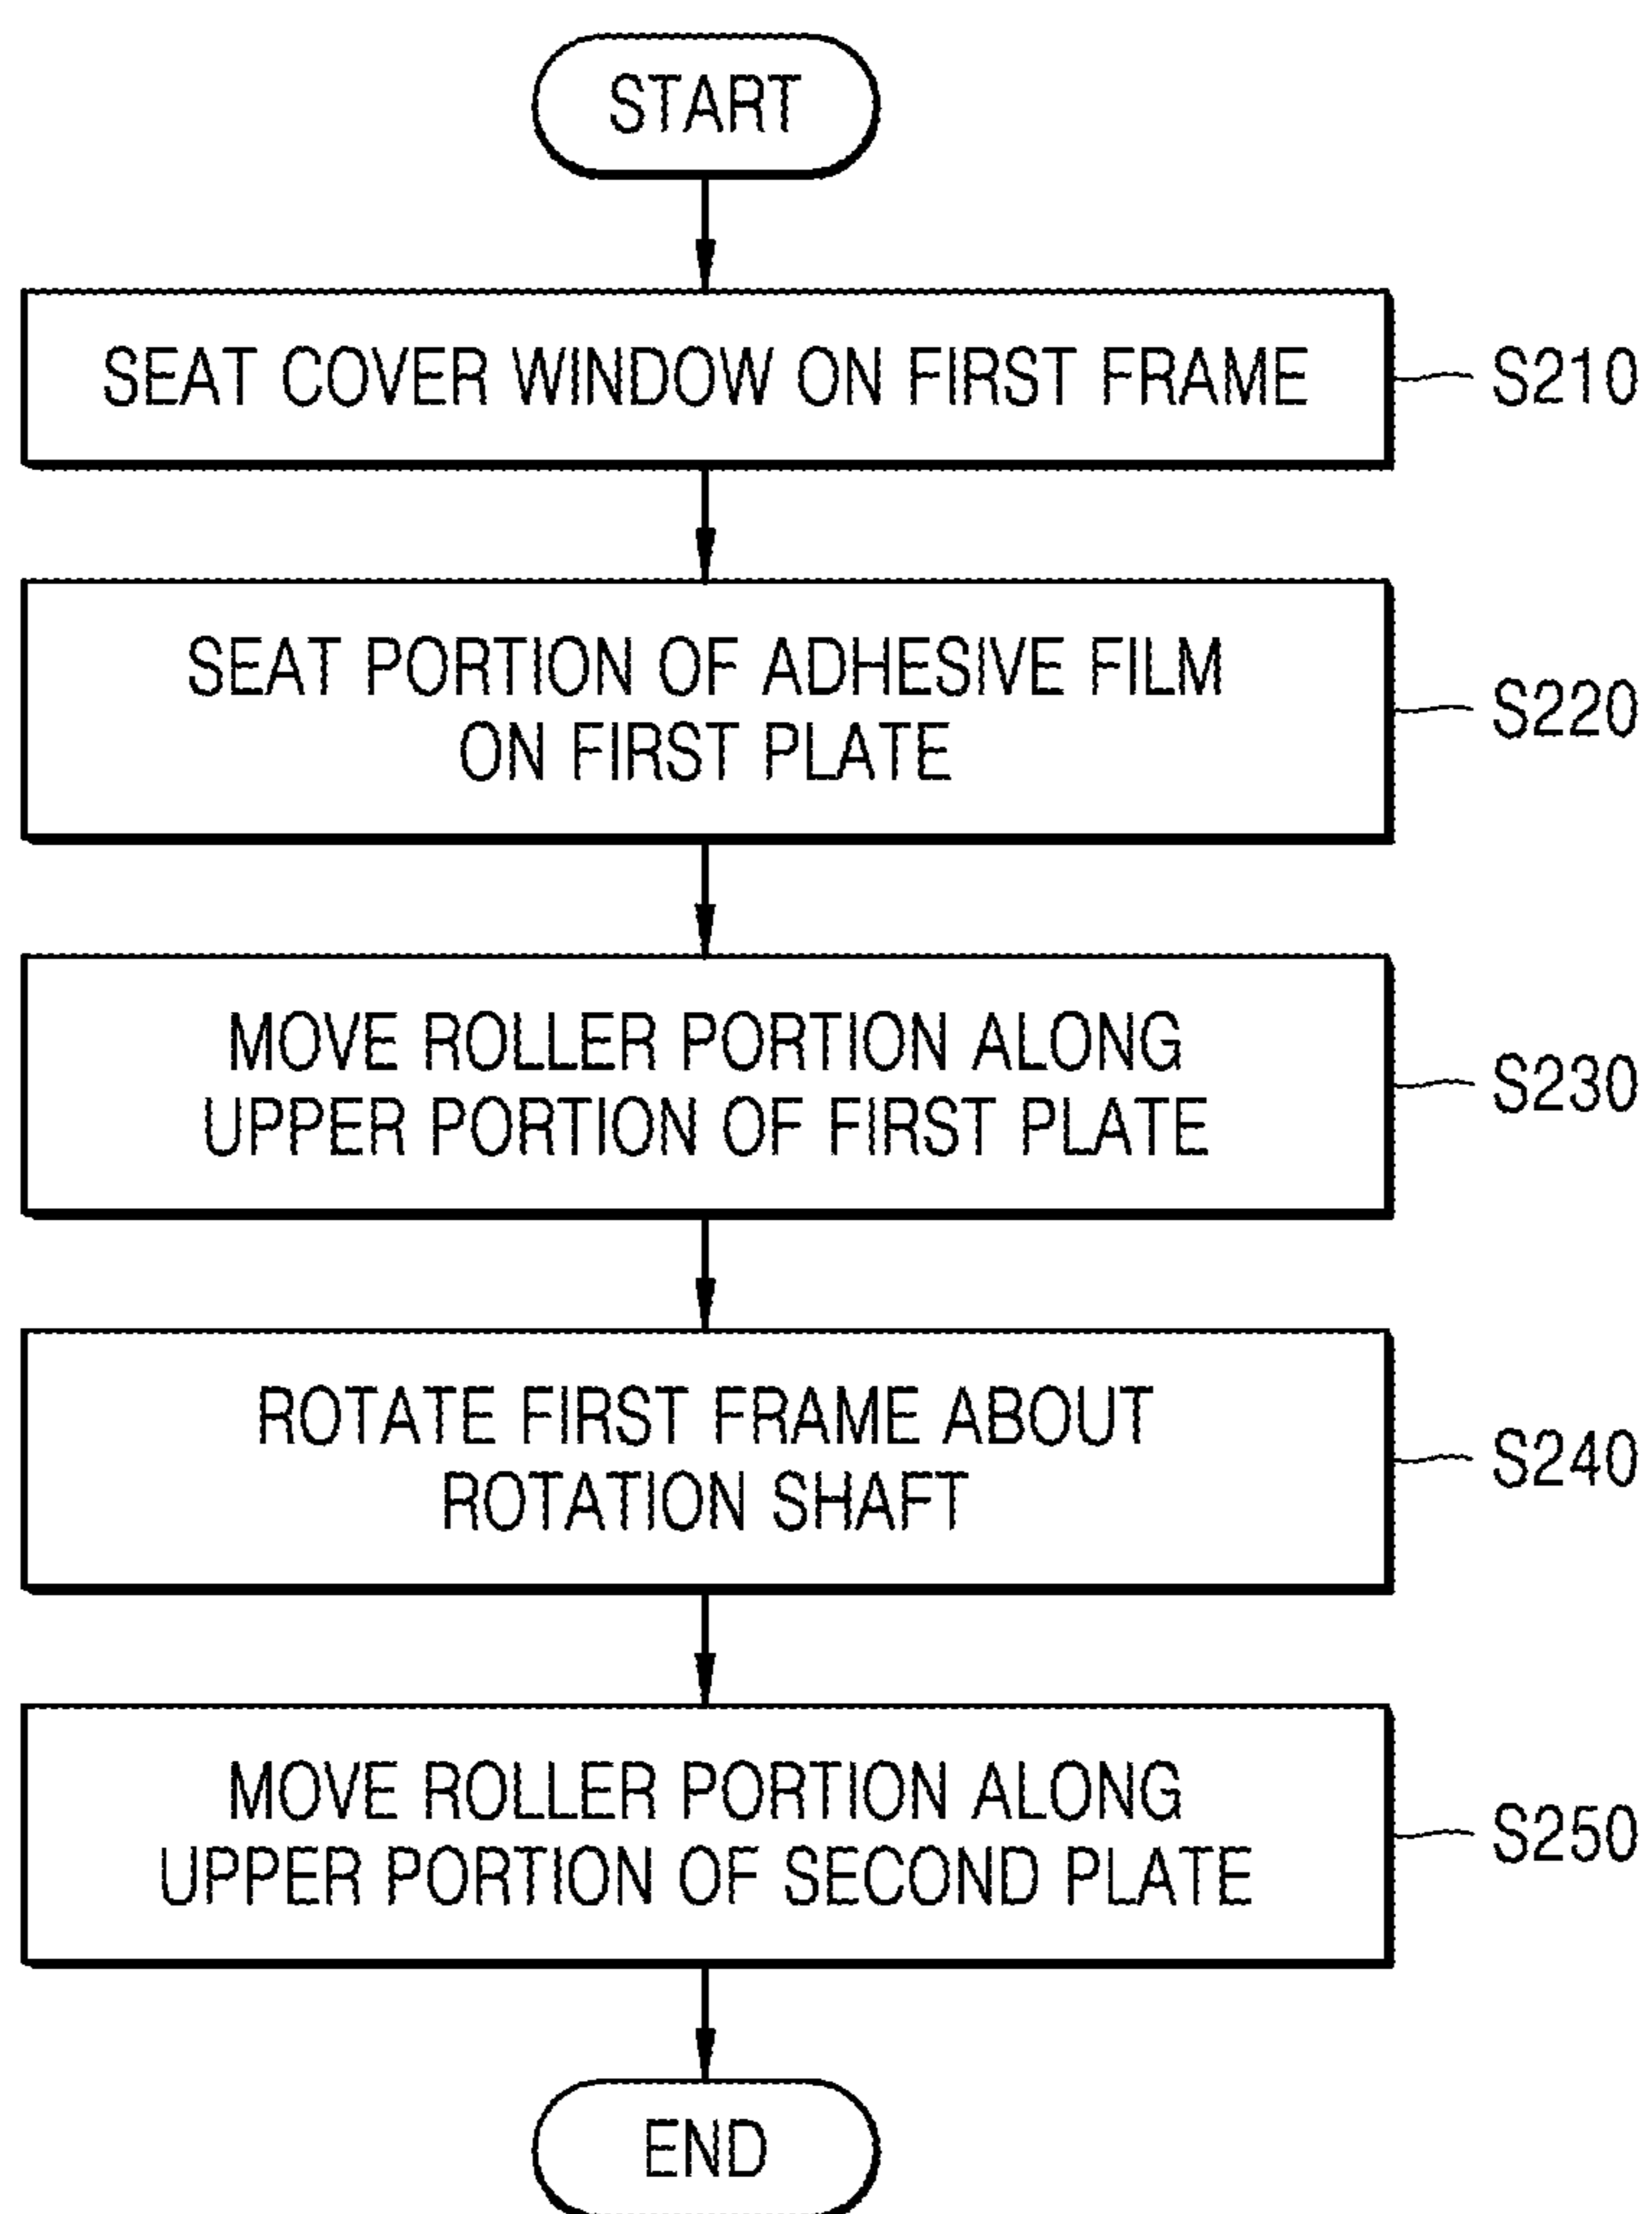 START
SEAT COVER WINDOW ON FIRST FRAME
S210
SEAT PORTION OF ADHESIVE FILM
ON FIRST PLATE
S220
MOVE ROLLER PORTION ALONG
UPPER PORTION OF FIRST PLATE
S230
ROTATE FIRST FRAME ABOUT
ROTATION SHAFT
S240
MOVE ROLLER PORTION ALONG
UPPER PORTION OF SECOND PLATE
S250
END